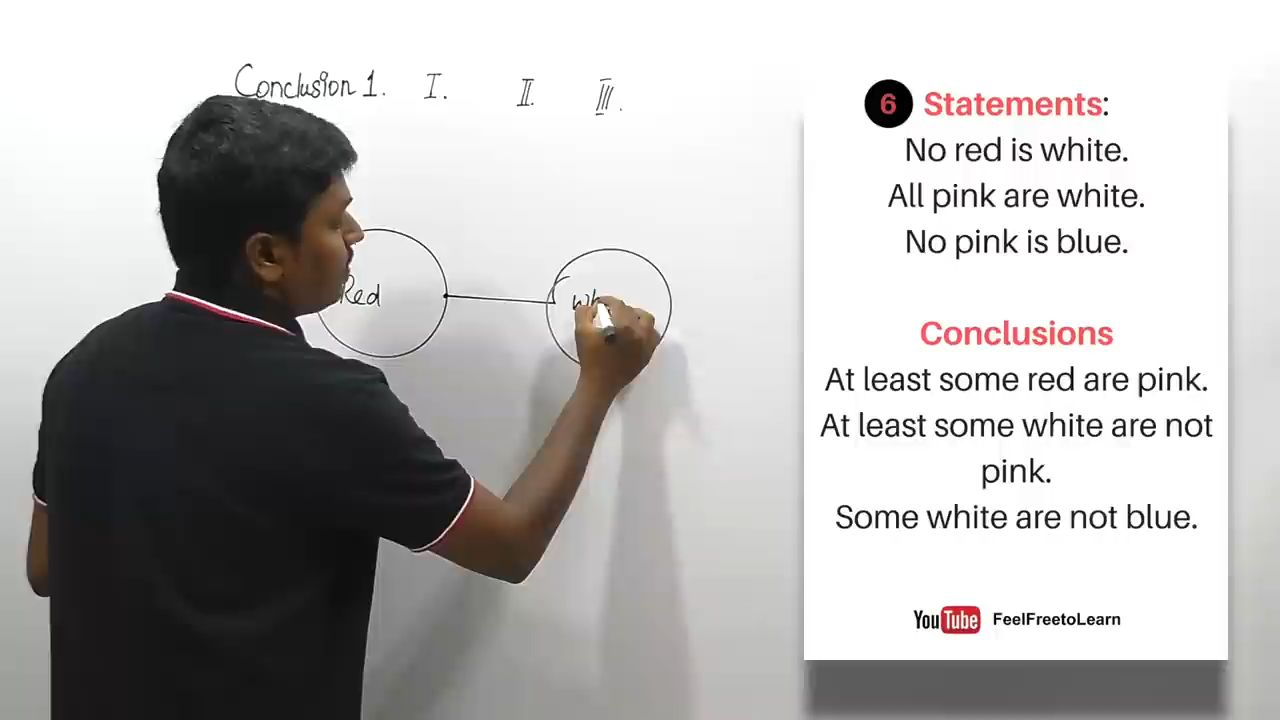 Conclusion 1. I. II. III.
Red
Wh
6 Statements:
No red is white.
All pink are white.
No pink is blue.
Conclusions
At least some red are pink.
At least some white are not
pink.
Some white are not blue.
YouTube FeelFreetoLearn